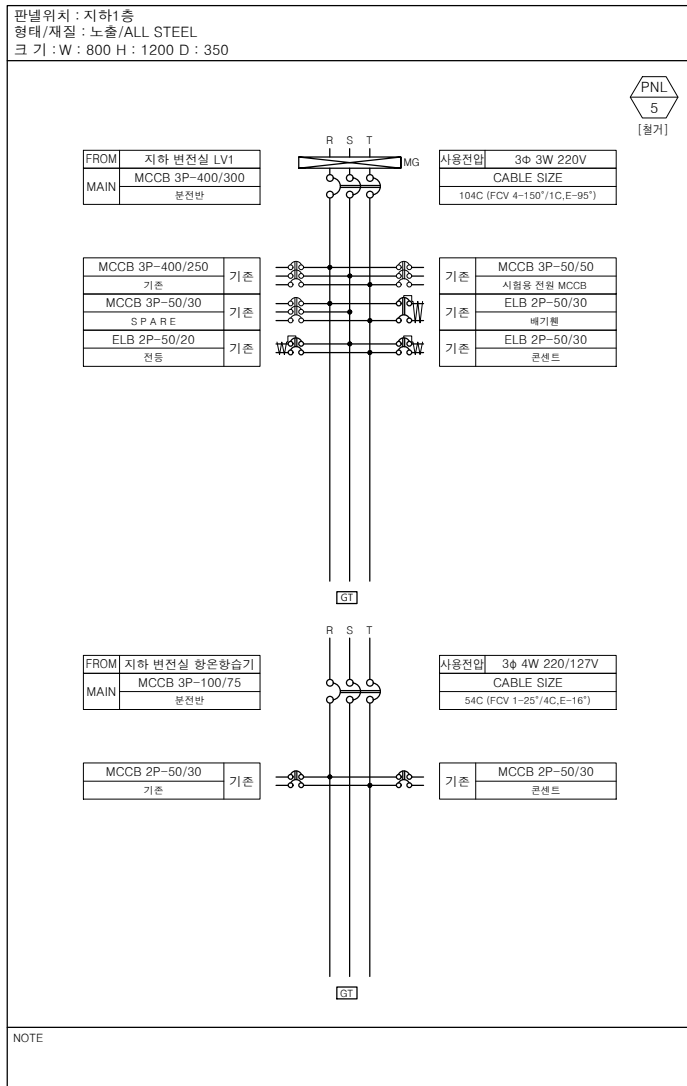 판넬위치 : 지하1층
형태/재질 : 노출/ALL STEEL
크 기 : W : 800 H : 1200 D : 350
PNL
5
[철거]
R S T
MG
FROM 지하 변전실 LV1
MAIN MCCB 3P-400/300
분전반
사용전압 3Φ 3W 220V
CABLE SIZE
104C (FCV 4-150°/1C,E-95°)
MCCB 3P-400/250 기존
기존
MCCB 3P-50/30 기존
SPARE
ELB 2P-50/20 기존
전등
기존 MCCB 3P-50/50
시험용 전원 MCCB
기존 ELB 2P-50/30
배기휀
기존 ELB 2P-50/30
콘센트
GT
R S T
FROM 지하 변전실 항온항습기
MAIN MCCB 3P-100/75
분전반
사용전압 3φ 4W 220/127V
CABLE SIZE
54C (FCV 1-25°/4C,E-16°)
MCCB 2P-50/30 기존
기존
기존 MCCB 2P-50/30
콘센트
GT
NOTE